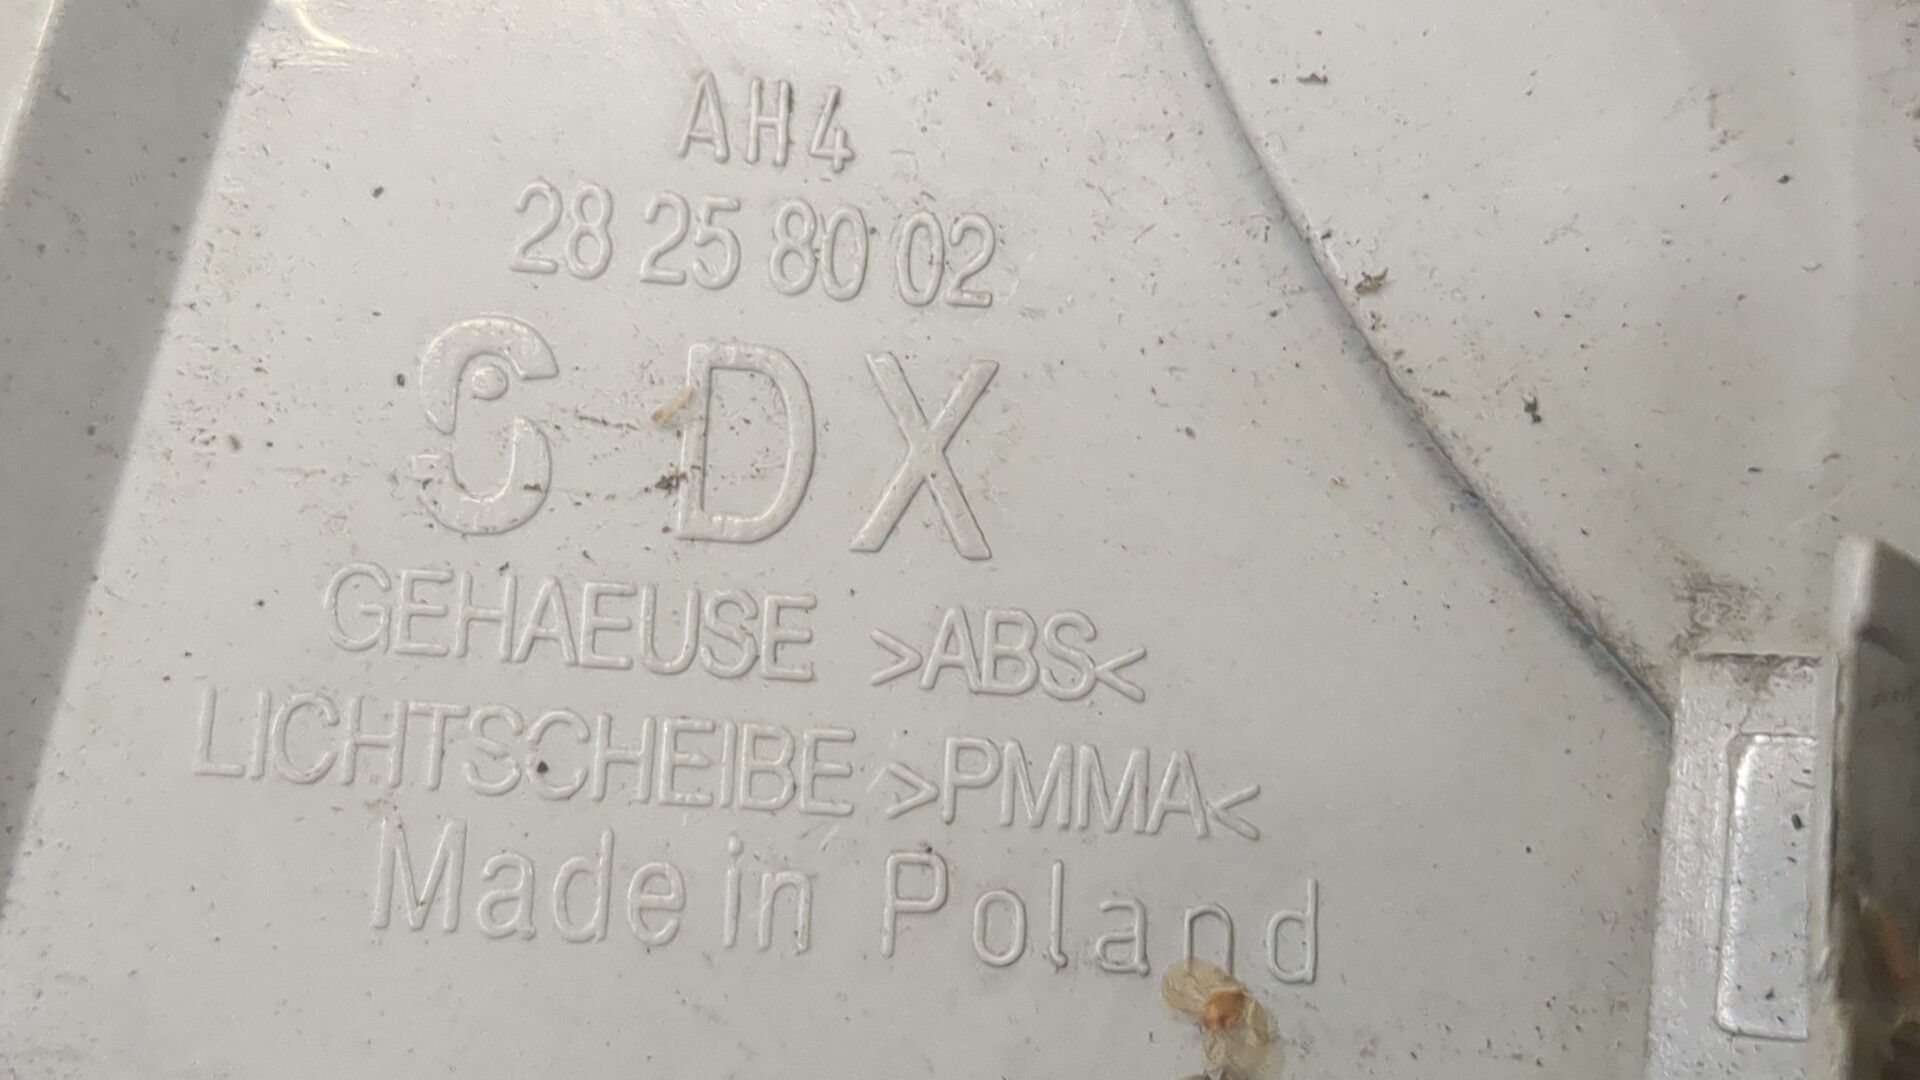 AH4
28 25 80 02
S DX
GEHAEUSE >ABS<
LICHTSCHEIBE >PMMA<
Made in Poland